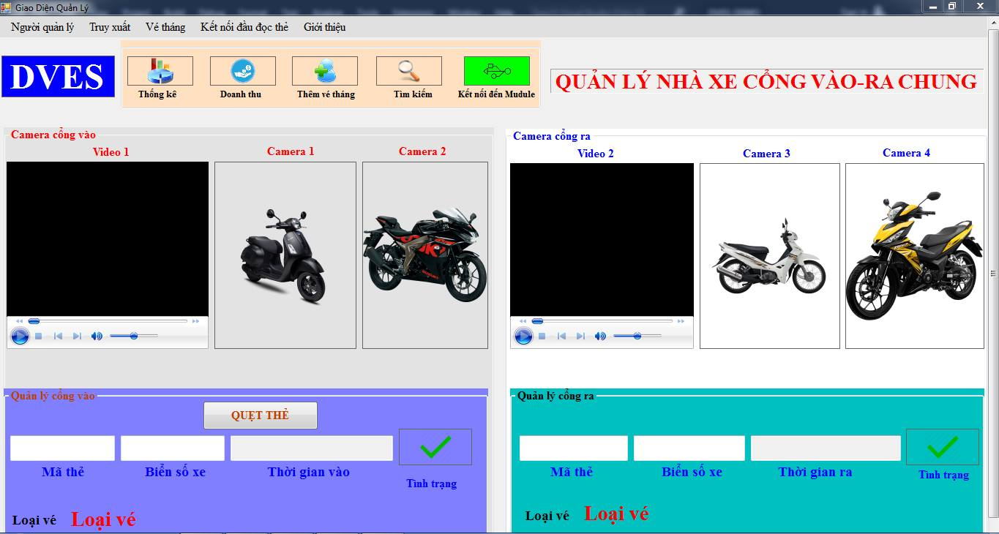 Giao Diện Quản Lý
Người quản lý Truy xuất Vé tháng Kết nối đầu đọc thẻ Giới thiệu
DVES
Thống kê Doanh thu Thêm vé tháng Tìm kiếm Kết nối đến Mudule
QUẢN LÝ NHÀ XE CỔNG VÀO-RA CHUNG
Camera cổng vào
Video 1 Camera 1 Camera 2
Camera cổng ra
Video 2 Camera 3 Camera 4
Quản lý cổng vào
QUẸT THẺ
Mã thẻ Biển số xe Thời gian vào Tình trạng
Loại vé Loại vé
Quản lý cổng ra
Mã thẻ Biển số xe Thời gian ra Tình trạng
Loại vé Loại vé